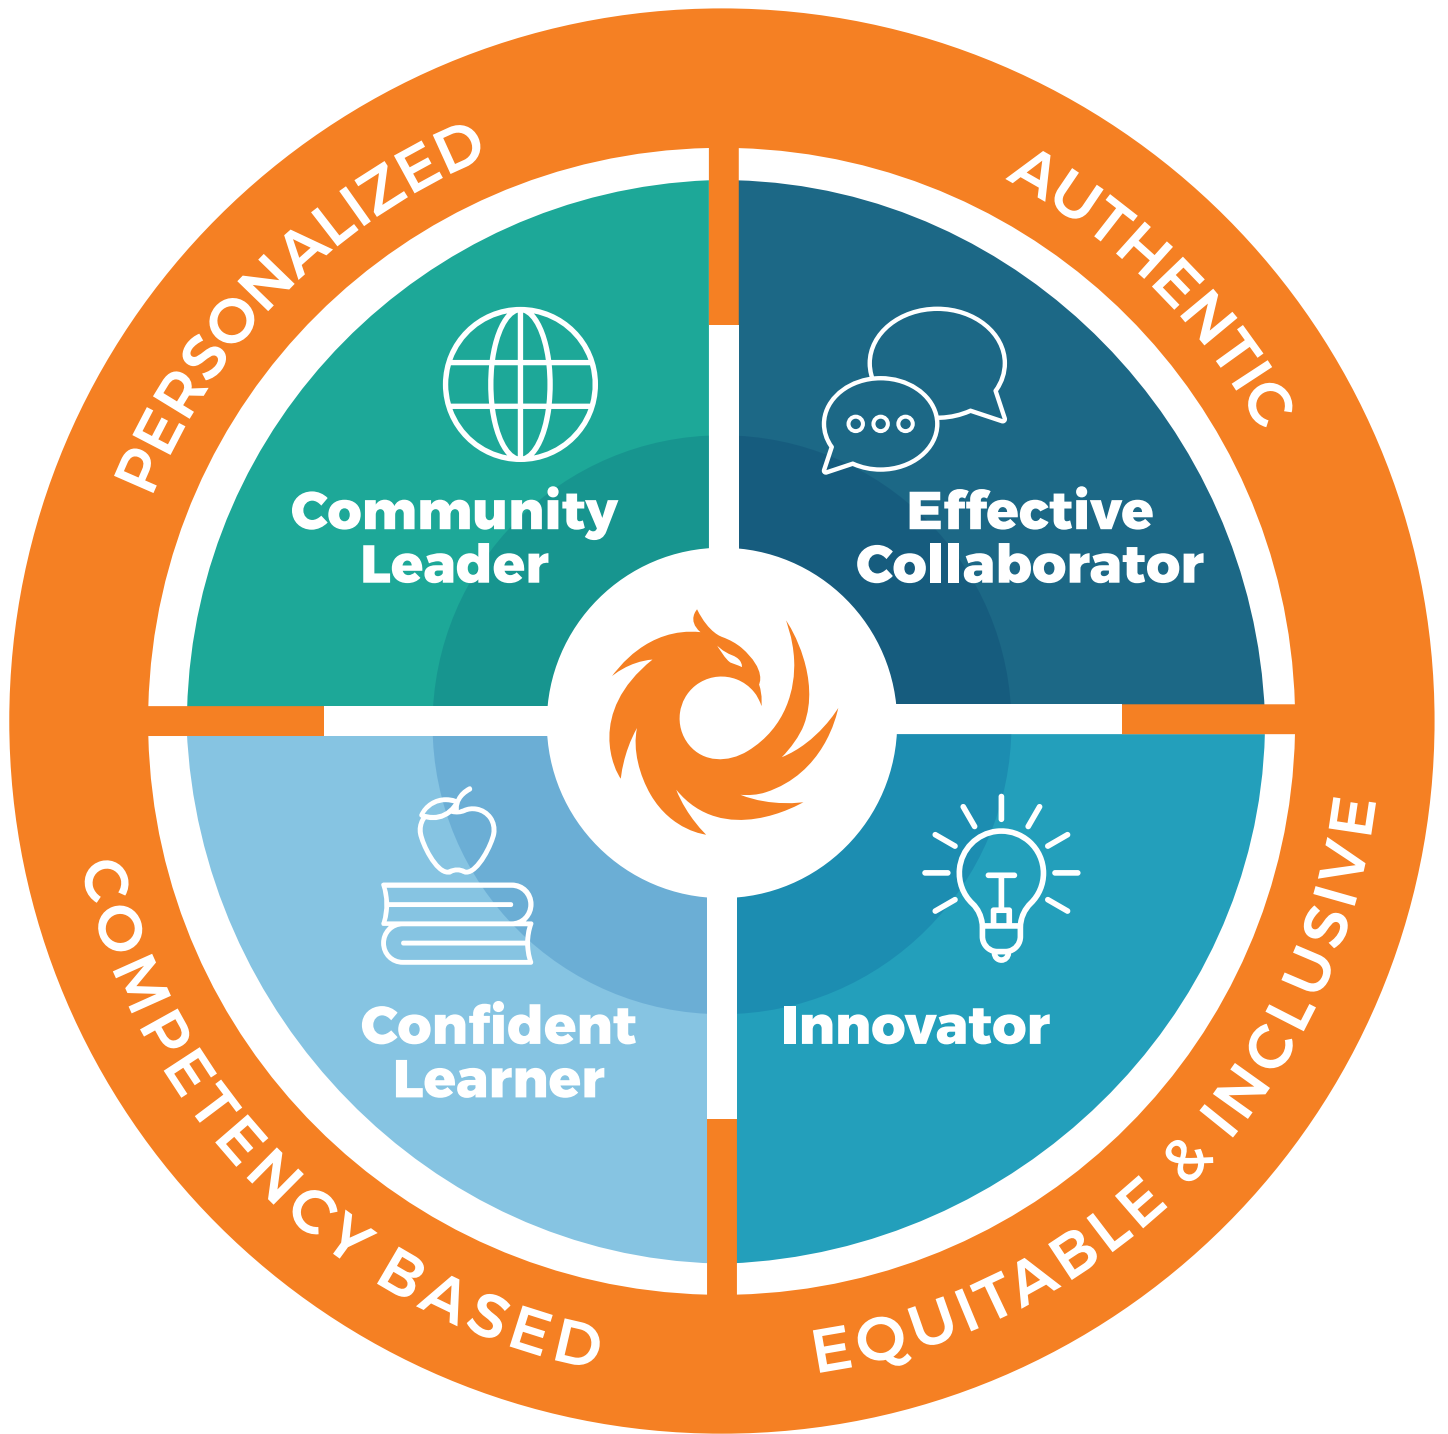 PERSONALIZED
AUTHENTIC
Community
Leader
Effective
Collaborator
Confident
Learner
Innovator
COMPETENCY BASED
EQUITABLE & INCLUSIVE